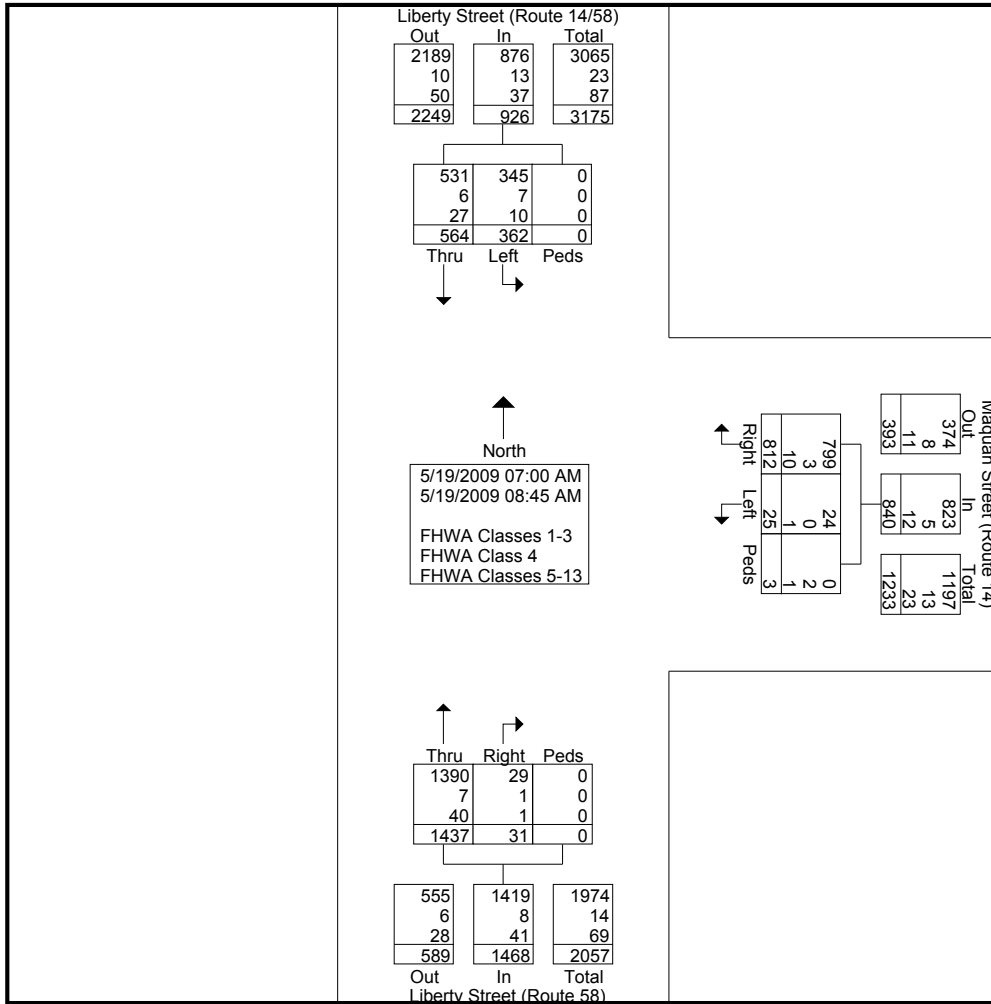 Liberty Street (Route 14/58)
Out In Total
2189 876 3065
10 13 23
50 37 87
2249 926 3175
531 345 0
6 7 0
27 10 0
564 362 0
Thru Left Peds
North
5/19/2009 07:00 AM
5/19/2009 08:45 AM
FHWA Classes 1-3
FHWA Class 4
FHWA Classes 5-13
Maquan Street (Route 14)
Out In Total
374 823 1197
8 5 13
11 12 23
393 840 1233
799 24 0
3 0 2
10 1 1
812 25 3
Right Left Peds
Thru Right Peds
1390 29 0
7 1 0
40 1 0
1437 31 0
555 1419 1974
6 8 14
28 41 69
589 1468 2057
Out In Total
Liberty Street (Route 58)